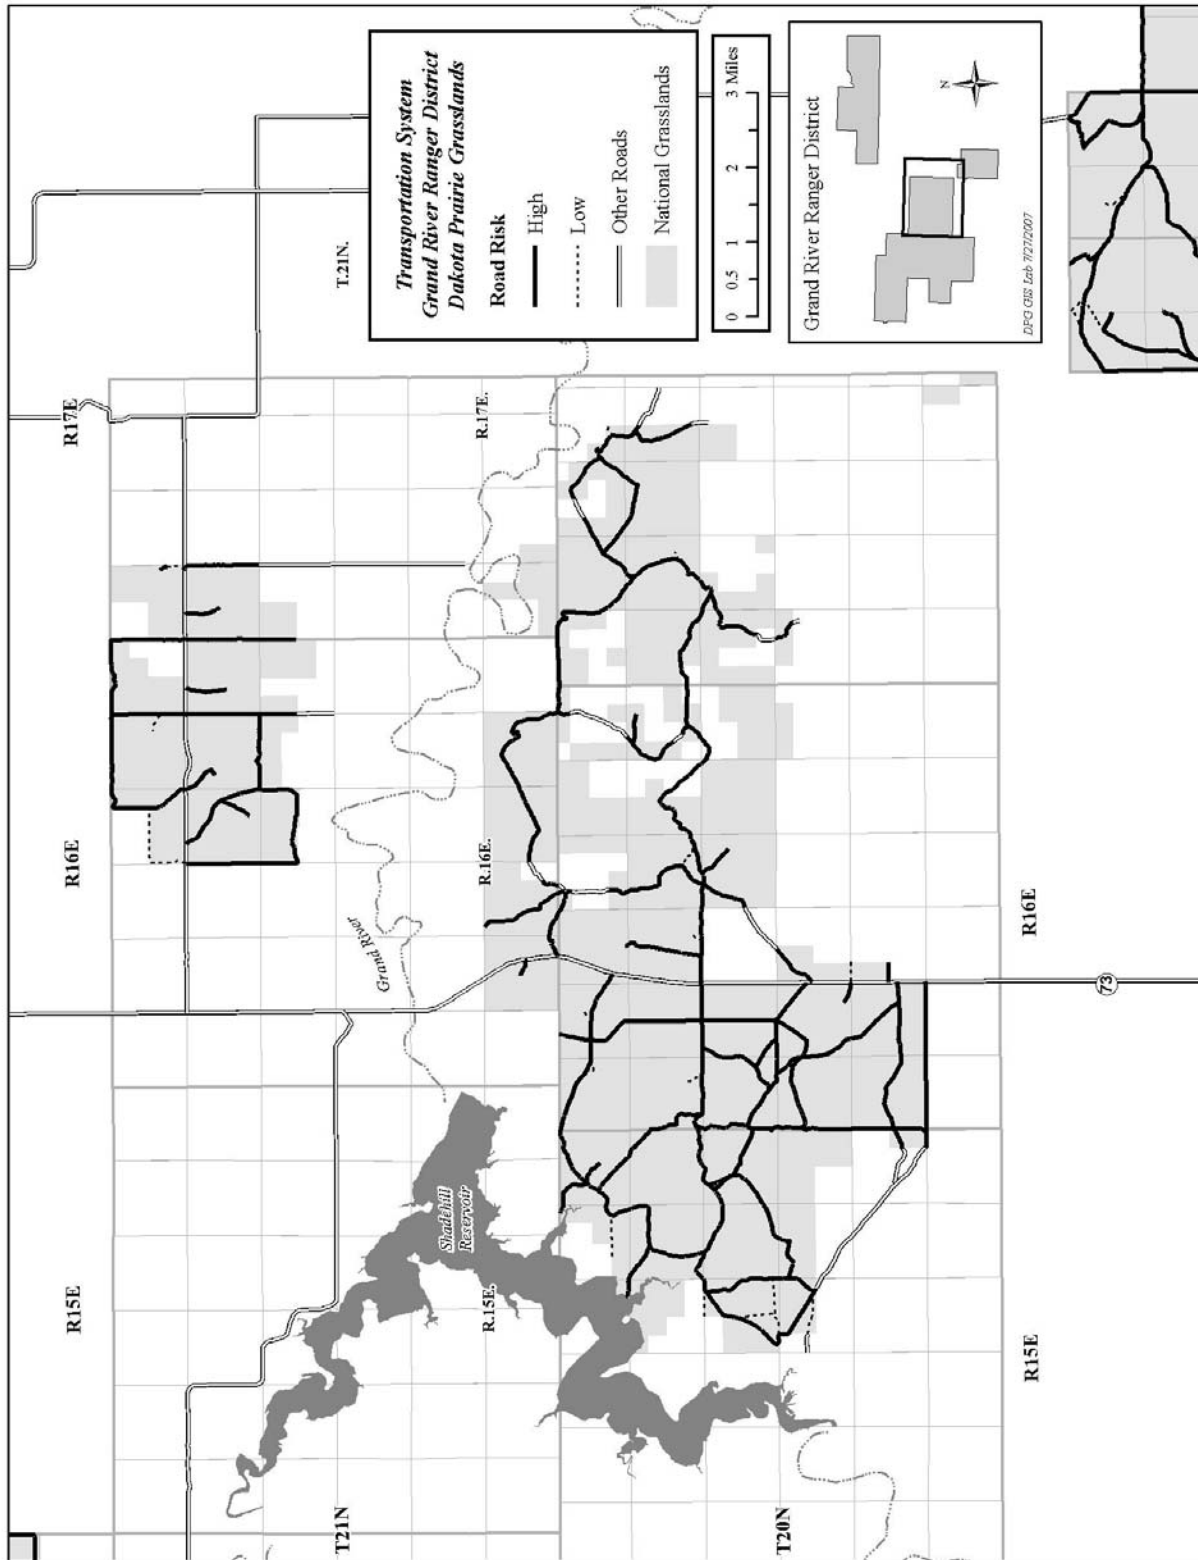 R15E
R16E
R17E
T21N
T.21N.
Grand River
Shadehill
Reservoir
R.15E.
R.16E.
R.17E.
T20N
R15E
R16E
73
Transportation System
Grand River Ranger District
Dakota Prairie Grasslands
Road Risk
High
Low
Other Roads
National Grasslands
0 0.5 1 2 3 Miles
Grand River Ranger District
N
DPG GIS Lab 7/27/2007